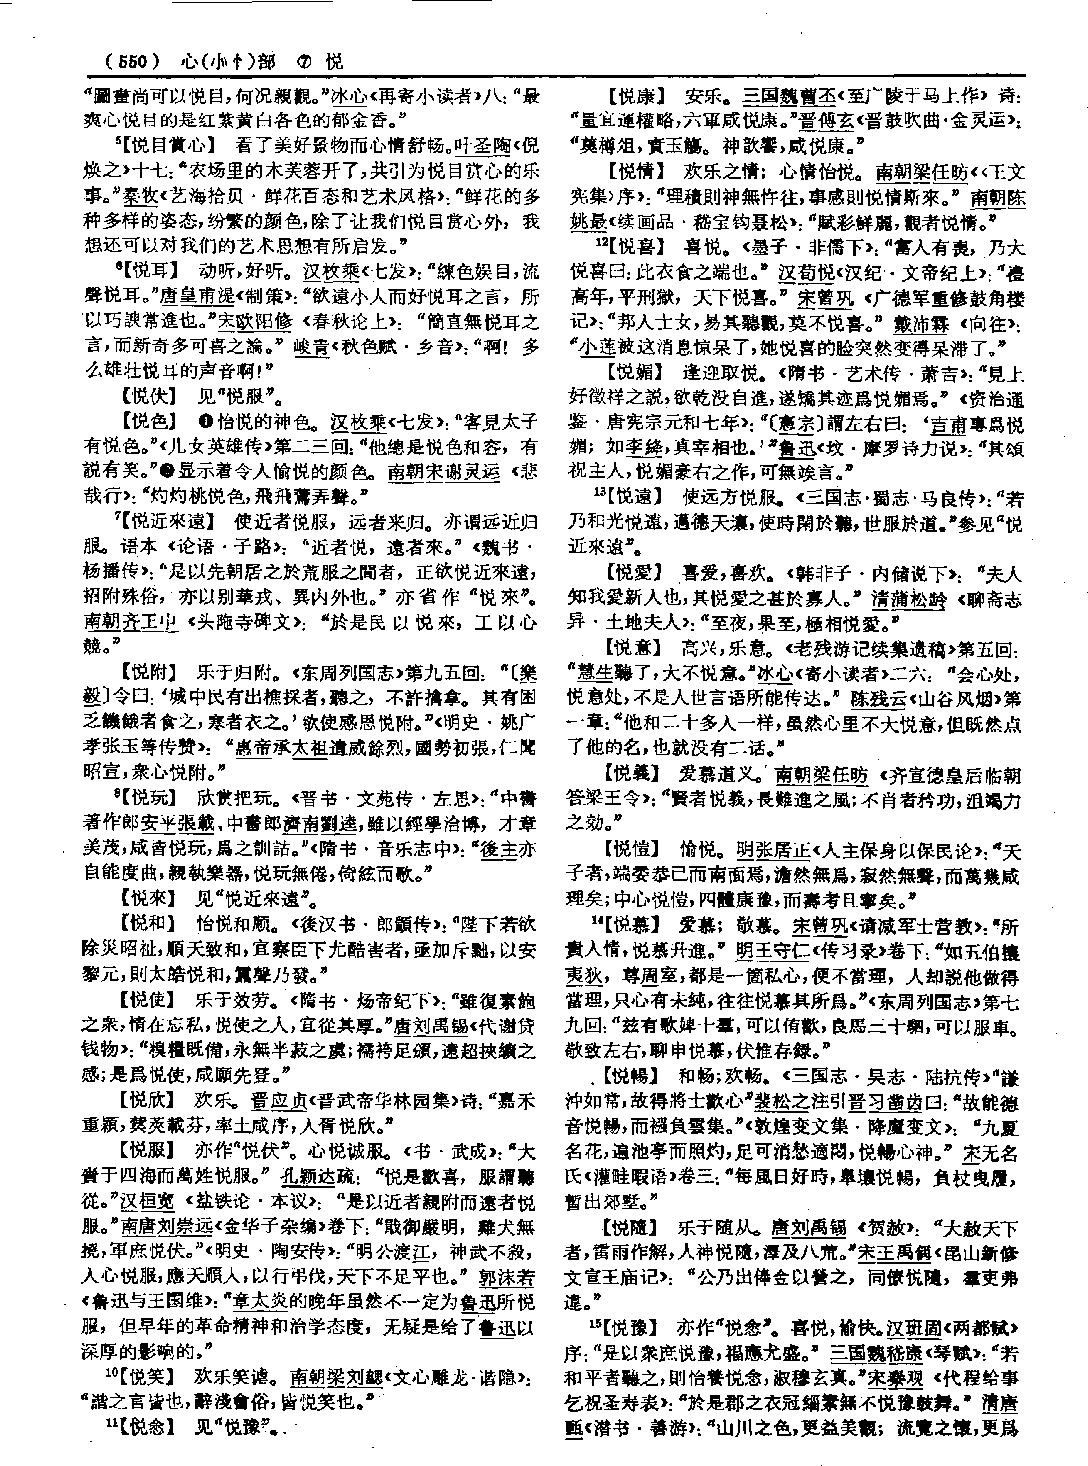 (550) 心(小忄)部 ⑦ 悦
“圖畫尚可以悦目，何况親觀。”冰心《再寄小读者》八：“最
爽心悦目的是红紫黄白各色的郁金香。”
⁵【悦目賞心】 看了美好景物而心情舒畅。叶圣陶《倪
焕之》十七：“农场里的木芙蓉开了，共引为悦目赏心的乐
事。”秦牧《艺海拾贝·鲜花百态和艺术风格》：“鲜花的多
种多样的姿态，纷繁的颜色，除了让我们悦目赏心外，我
想还可以对我们的艺术思想有所启发。”
⁶【悦耳】 动听，好听。汉枚乘《七发》：“練色娱目，流
聲悦耳。”唐皇甫湜《制策》：“欲遠小人而好悦耳之言，所
以巧諛常進也。”宋欧阳修《春秋论上》：“簡直無悦耳之
言，而新奇多可喜之論。”峻青《秋色赋·乡音》：“啊！多
么雄壮悦耳的声音啊！”
【悦伏】 见“悦服”。
【悦色】 ❶怡悦的神色。汉枚乘《七发》：“客見太子
有悦色。”《儿女英雄传》第二三回：“他總是悦色和容，有
説有笑。”❷显示着令人愉悦的颜色。南朝宋谢灵运《悲
哉行》：“灼灼桃悦色，飛飛鷰弄聲。”
⁷【悦近來遠】 使近者悦服，远者来归。亦谓远近归
服。语本《论语·子路》：“近者悦，遠者來。”《魏书·
杨播传》：“是以先朝居之於荒服之間者，正欲悦近來遠，
招附殊俗，亦以别華戎、異内外也。”亦省作“悦來”。
南朝齐王屮《头陁寺碑文》：“於是民以悦來，工以心
競。”
【悦附】 乐于归附。《东周列国志》第九五回：“〔樂
毅〕令曰：‘城中民有出樵採者，聽之，不許擒拿。其有困
乏饑餓者食之，寒者衣之。’欲使感恩悦附。”《明史·姚广
孝张玉等传赞》：“惠帝承太祖遺威餘烈，國勢初張，仁聞
昭宣，衆心悦附。”
⁸【悦玩】 欣赏把玩。《晋书·文苑传·左思》：“中書
著作郎安平張載、中書郎濟南劉逵，雖以經學洽博，才章
美茂，咸皆悦玩，爲之訓詁。”《隋书·音乐志中》：“後主亦
自能度曲，親執樂器，悦玩無倦，倚絃而歌。”
【悦來】 见“悦近來遠”。
【悦和】 怡悦和顺。《後汉书·郎顗传》：“陛下若欲
除災昭祉，順天致和，宜察臣下尤酷害者，亟加斥黜，以安
黎元，則太皓悦和，靁聲乃發。”
【悦使】 乐于效劳。《隋书·炀帝纪下》：“雖復素飽
之衆，情在忘私，悦使之人，宜從其厚。”唐刘禹锡《代谢贷
钱物》：“糗糧既備，永無半菽之虞；襦袴足頒，遠超挾纊之
感；是爲悦使，咸願先登。”
【悦欣】 欢乐。晋应贞《晋武帝华林园集》诗：“嘉禾
重穎，蓂莢載芬，率土咸序，人胥悦欣。”
【悦服】 亦作“悦伏”。心悦诚服。《书·武成》：“大
賚于四海而萬姓悦服。”孔颖达疏：“悦是歡喜，服謂聽
從。”汉桓宽《盐铁论·本议》：“是以近者親附而遠者悦
服。”南唐刘崇远《金华子杂编》卷下：“戢御嚴明，雞犬無
撓，軍庶悦伏。”《明史·陶安传》：“明公渡江，神武不殺，
人心悦服，應天順人，以行弔伐，天下不足平也。”郭沫若
《鲁迅与王国维》：“章太炎的晚年虽然不一定为鲁迅所悦
服，但早年的革命精神和治学态度，无疑是给了鲁迅以
深厚的影响的。”
¹⁰【悦笑】 欢乐笑谑。南朝梁刘勰《文心雕龙·谐隐》：
“諧之言皆也，辭淺會俗，皆悦笑也。”
¹¹【悦悆】 见“悦豫”。
【悦康】 安乐。三国魏曹丕《至广陵于马上作》诗：
“量宜運權略，六軍咸悦康。”晋傅玄《晋鼓吹曲·金灵运》：
“奠樽俎，賁玉觴。神歆饗，咸悦康。”
【悦情】 欢乐之情；心情怡悦。南朝梁任昉《〈王文
宪集〉序》：“理積則神無忤往，事感則悦情斯來。”南朝陈
姚最《续画品·嵇宝钧聂松》：“賦彩鮮麗，觀者悦情。”
¹²【悦喜】 喜悦。《墨子·非儒下》：“富人有喪，乃大
悦喜曰：此衣食之端也。”汉荀悦《汉纪·文帝纪上》：“禮
高年，平刑獄，天下悦喜。”宋曾巩《广德军重修鼓角楼
记》：“邦人士女，易其聽觀，莫不悦喜。”戴沛霖《向往》：
“小莲被这消息惊呆了，她悦喜的脸突然变得呆滞了。”
【悦媚】 逢迎取悦。《隋书·艺术传·萧吉》：“見上
好徵祥之説，欲乾没自進，遂矯其迹爲悦媚焉。”《资治通
鉴·唐宪宗元和七年》：“〔憲宗〕謂左右曰：‘吉甫專爲悦
媚；如李絳，真宰相也。’”鲁迅《坟·摩罗诗力说》：“其頌
祝主人，悦媚豪右之作，可無俟言。”
¹³【悦遠】 使远方悦服。《三国志·蜀志·马良传》：“若
乃和光悦遠，邁德天壤，使時閑於聽，世服於道。”参见“悦
近來遠”。
【悦愛】 喜爱，喜欢。《韩非子·内储说下》：“夫人
知我愛新人也，其悦愛之甚於寡人。”清蒲松龄《聊斋志
异·土地夫人》：“至夜，果至，極相悦愛。”
【悦意】 高兴，乐意。《老残游记续集遗稿》第五回：
“慧生聽了，大不悦意。”冰心《寄小读者》二六：“会心处，
悦意处，不是人世言语所能传达。”陈残云《山谷风烟》第
一章：“他和二十多人一样，虽然心里不大悦意，但既然点
了他的名，也就没有二话。”
【悦義】 爱慕道义。南朝梁任昉《齐宣德皇后临朝
答梁王令》：“賢者悦義，長難進之風；不肖者矜功，沮竭力
之効。”
【悦愷】 愉悦。明张居正《人主保身以保民论》：“天
子者，端委恭己而南面焉，澹然無爲，寂然無聲，而萬幾咸
理矣；中心悦愷，四體康豫，而壽考且寧矣。”
¹⁴【悦慕】 爱慕；敬慕。宋曾巩《请减军士营教》：“所
貴人情，悦慕升進。”明王守仁《传习录》卷下：“如五伯攘
夷狄，尊周室，都是一箇私心，便不當理，人却説他做得
當理，只心有未純，往往悦慕其所爲。”《东周列国志》第七
九回：“兹有歌婢十羣，可以侑歡，良馬三十駟，可以服車。
敬致左右，聊申悦慕，伏惟存録。”
【悦暢】 和畅；欢畅。《三国志·吴志·陆抗传》“謙
沖如常，故得將士歡心”裴松之注引晋习凿齿曰：“故能德
音悦暢，而襁負雲集。”《敦煌变文集·降魔变文》：“九夏
名花，遍池亭而照灼，足可消愁適悶，悦暢心神。”宋无名
氏《灌畦暇语》卷三：“每風日好時，畢讓悦暢，負杖曳履，
暫出郊墅。”
【悦隨】 乐于随从。唐刘禹锡《贺赦》：“大赦天下
者，雷雨作解，人神悦隨，澤及八荒。”宋王禹偁《昆山新修
文宣王庙记》：“公乃出俸金以營之，同僚悦隨，羣吏弗
違。”
¹⁵【悦豫】 亦作“悦悆”。喜悦，愉快。汉班固《两都赋》
序：“是以衆庶悦豫，福應尤盛。”三国魏嵇康《琴赋》：“若
和平者聽之，則怡養悦悆，淑穆玄真。”宋秦观《代程给事
乞祝圣寿表》：“於是郡之衣冠緇素無不悦豫鼓舞。”清唐
甄《潜书·善游》：“山川之色，更益美觀；流覽之懷，更爲